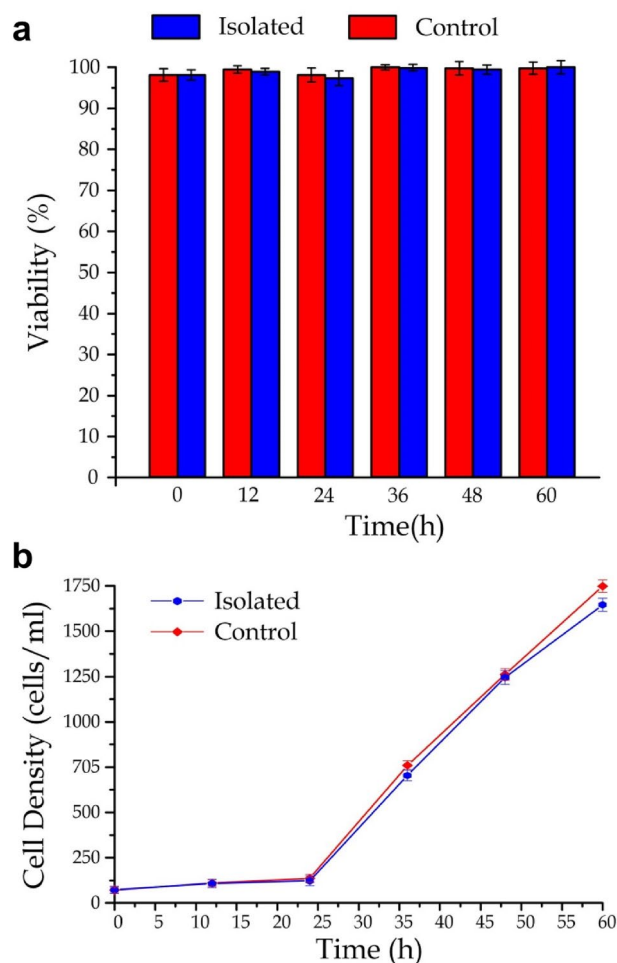 a
Isolated Control
Viability (%)
100
90
80
70
60
50
40
30
20
10
0
0 12 24 36 48 60
Time(h)
b
Isolated
Control
Cell Density (cells/ml)
1750
1500
1250
1000
705
500
250
0
0 5 10 15 20 25 30 35 40 45 50 55 60
Time (h)